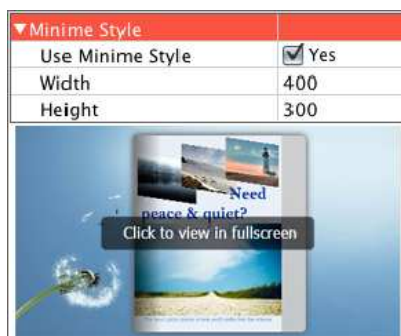 ▼Minime Style
Use Minime Style Yes
Width 400
Height 300
Need
peace & quiet?
Click to view in fullscreen